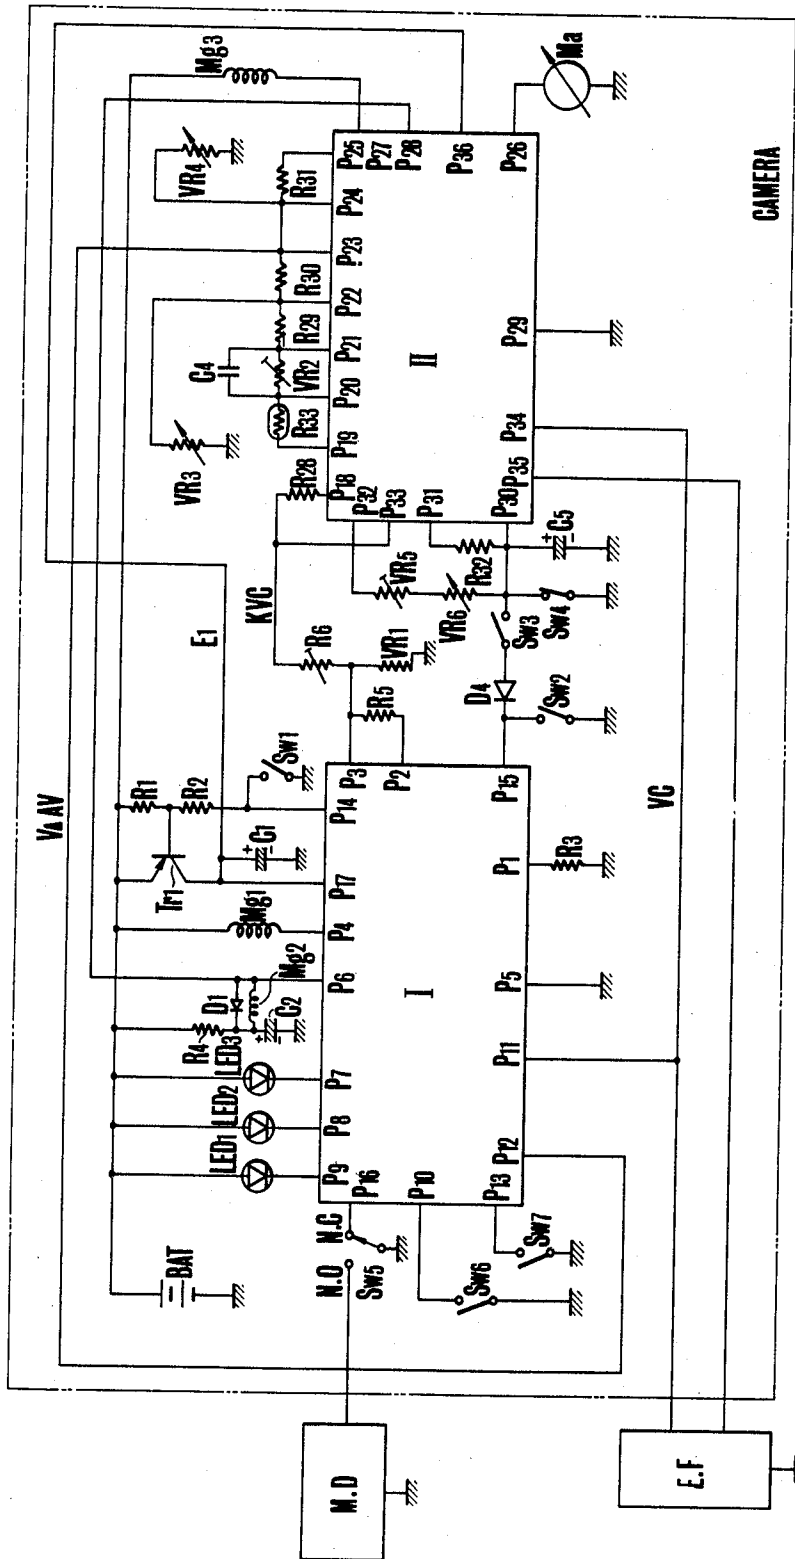 VΔAV
E1
KVC
VC
CAMERA
BAT
LED1
LED2
LED3
R4
D1
C2
Mg2
Mg1
Tr1
C1
R1
R2
SW1
R5
R6
VR1
R28
VR3
C4
R33
VR2
R29
R30
R31
VR4
Mg3
Ma
P9
P8
P7
P6
P4
P17
P14
P16
P10
P13
P12
P11
P5
P1
P3
P2
P15
I
R3
D4
SW2
SW3
SW4
VR5
VR6
R32
C5
P18
P19
P20
P21
P22
P23
P24
P25
P27
P28
P36
P26
P32
P33
P31
P30
P35
P34
P29
II
N.O
N.C
SW5
SW6
SW7
M.D
E.F